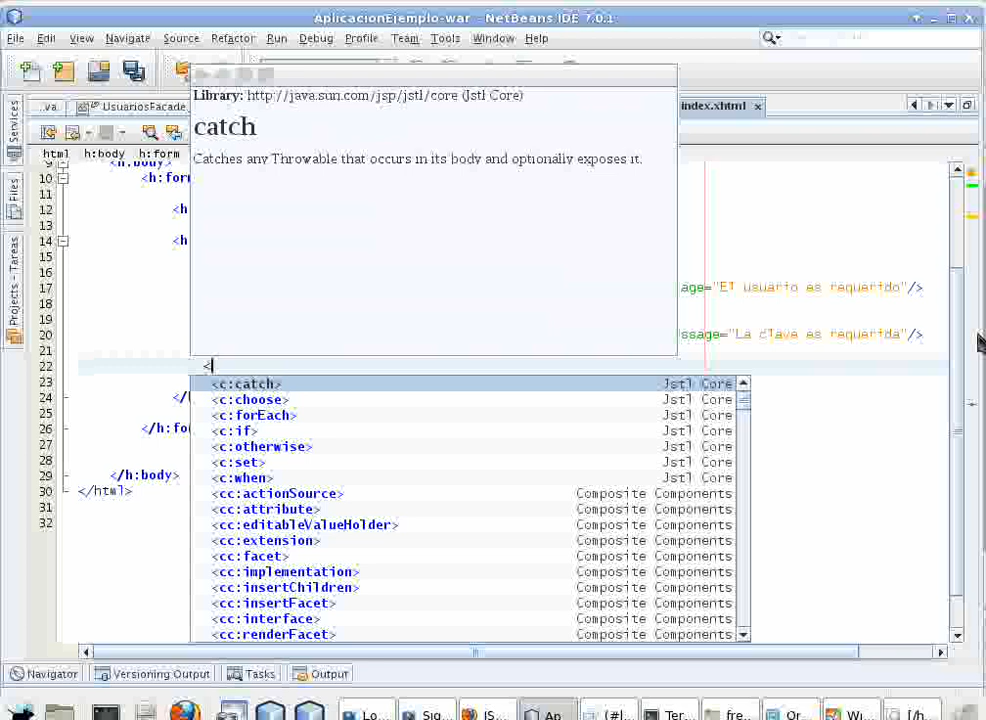 AplicacionEjemplo-war - NetBeans IDE 7.0.1
File Edit View Navigate Source Refactor Run Debug Profile Team Tools Window Help
...va UsuariosFacade. index.xhtml
html h:body h:form
Services
Files
Projects - Tareas
Library: http://java.sun.com/jsp/jstl/core (Jstl Core)
catch
Catches any Throwable that occurs in its body and optionally exposes it.
9 <h:body>
10 <h:form
11
12 <h
13
14 <h
15
16
17 age="El usuario es requerido"/>
18
19
20 ssage="La clave es requerida"/>
21
22 <
23
24 </
25
26 </h:fo
27
28
29 </h:body>
30 </html>
31
32
<c:catch> Jstl Core
<c:choose> Jstl Core
<c:forEach> Jstl Core
<c:if> Jstl Core
<c:otherwise> Jstl Core
<c:set> Jstl Core
<c:when> Jstl Core
<cc:actionSource> Composite Components
<cc:attribute> Composite Components
<cc:editableValueHolder> Composite Components
<cc:extension> Composite Components
<cc:facet> Composite Components
<cc:implementation> Composite Components
<cc:insertChildren> Composite Components
<cc:insertFacet> Composite Components
<cc:interface> Composite Components
<cc:renderFacet> Composite Components
Navigator Versioning Output Tasks Output
Lo... Sig... (S... Ap (#[... Ter... fre... Or... Wi... [/h...